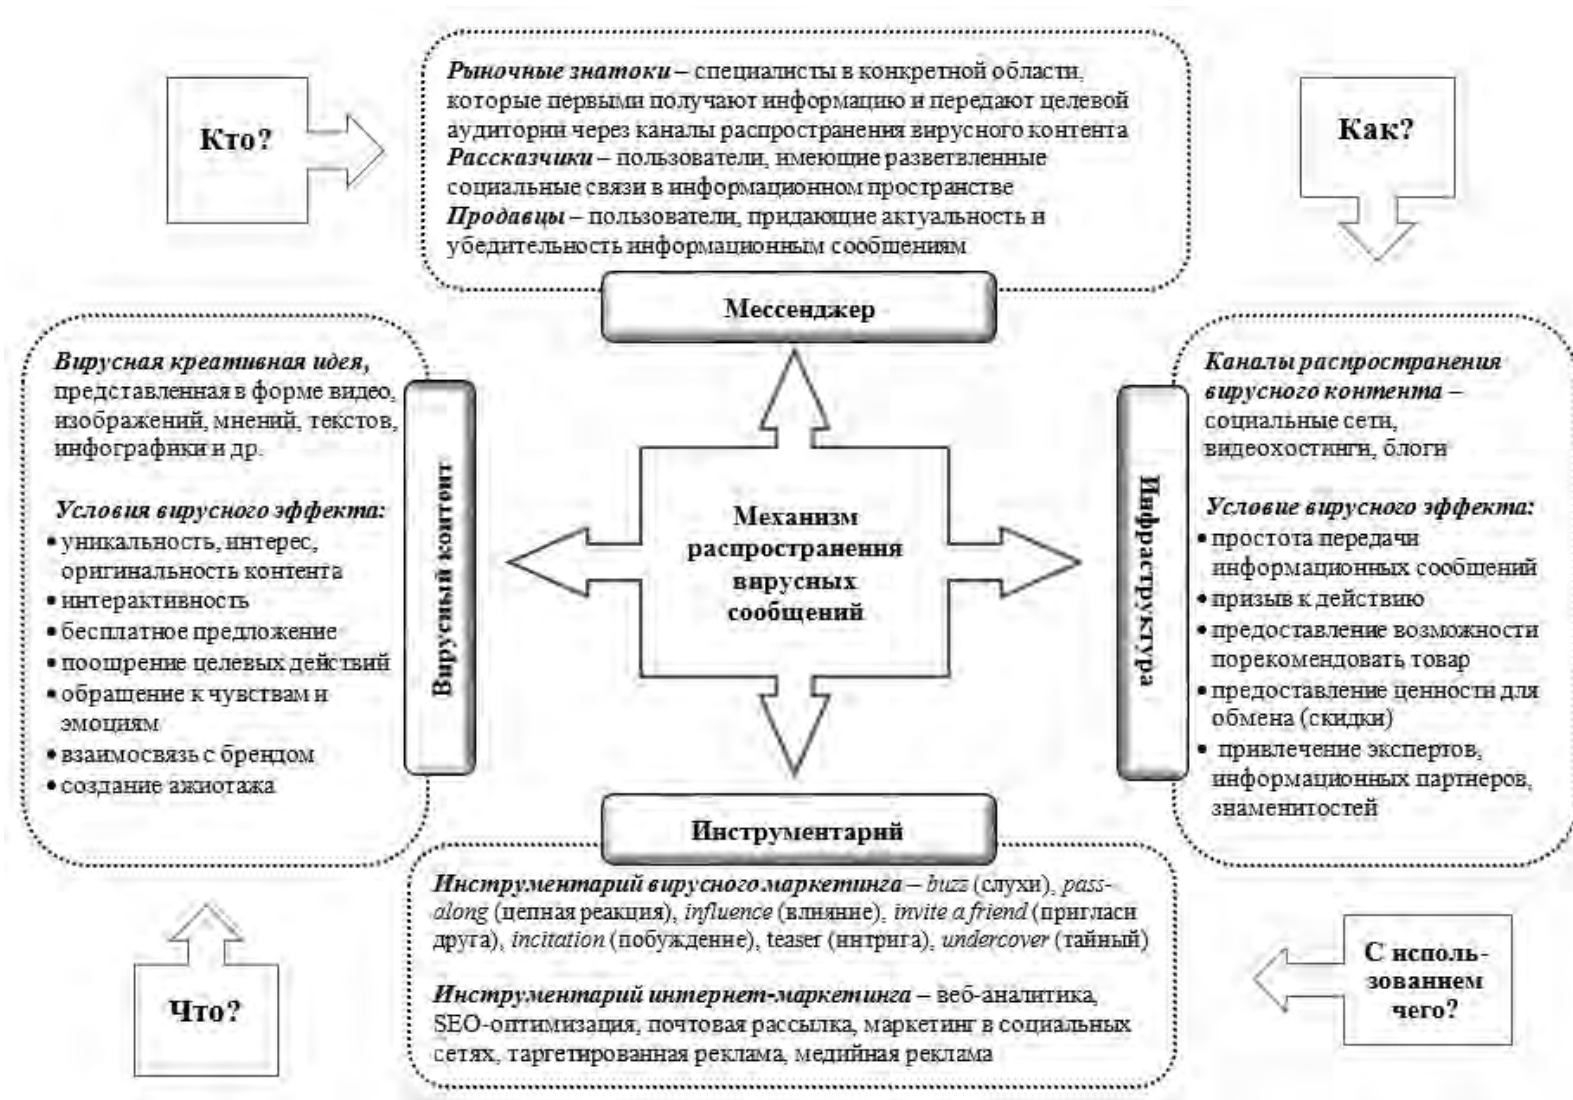 Кто?
Рыночные знатоки – специалисты в конкретной области,
которые первыми получают информацию и передают целевой
аудитории через каналы распространения вирусного контента
Рассказчики – пользователи, имеющие разветвленные
социальные связи в информационном пространстве
Продавцы – пользователи, придающие актуальность и
убедительность информационным сообщениям
Мессенджер
Как?
Вирусная креативная идея,
представленная в форме видео,
изображений, мнений, текстов,
инфографики и др.
Условия вирусного эффекта:
• уникальность, интерес,
оригинальность контента
• интерактивность
• бесплатное предложение
• поощрение целевых действий
• обращение к чувствам и
эмоциям
• взаимосвязь с брендом
• создание ажиотажа
Вирусный контент
Механизм
распространения
вирусных
сообщений
Инфраструктура
Каналы распространения
вирусного контента –
социальные сети,
видеохостинги, блоги
Условие вирусного эффекта:
• простота передачи
информационных сообщений
• призыв к действию
• предоставление возможности
порекомендовать товар
• предоставление ценности для
обмена (скидки)
• привлечение экспертов,
информационных партнеров,
знаменитостей
Инструментарий
Инструментарий вирусного маркетинга – buzz (слухи), pass-
along (цепная реакция), influence (влияние), invite a friend (пригласи
друга), incitation (побуждение), teaser (интрига), undercover (тайный)
Инструментарий интернет-маркетинга – веб-аналитика,
SEO-оптимизация, почтовая рассылка, маркетинг в социальных
сетях, таргетированная реклама, медийная реклама
Что?
С исполь-
зованием
чего?